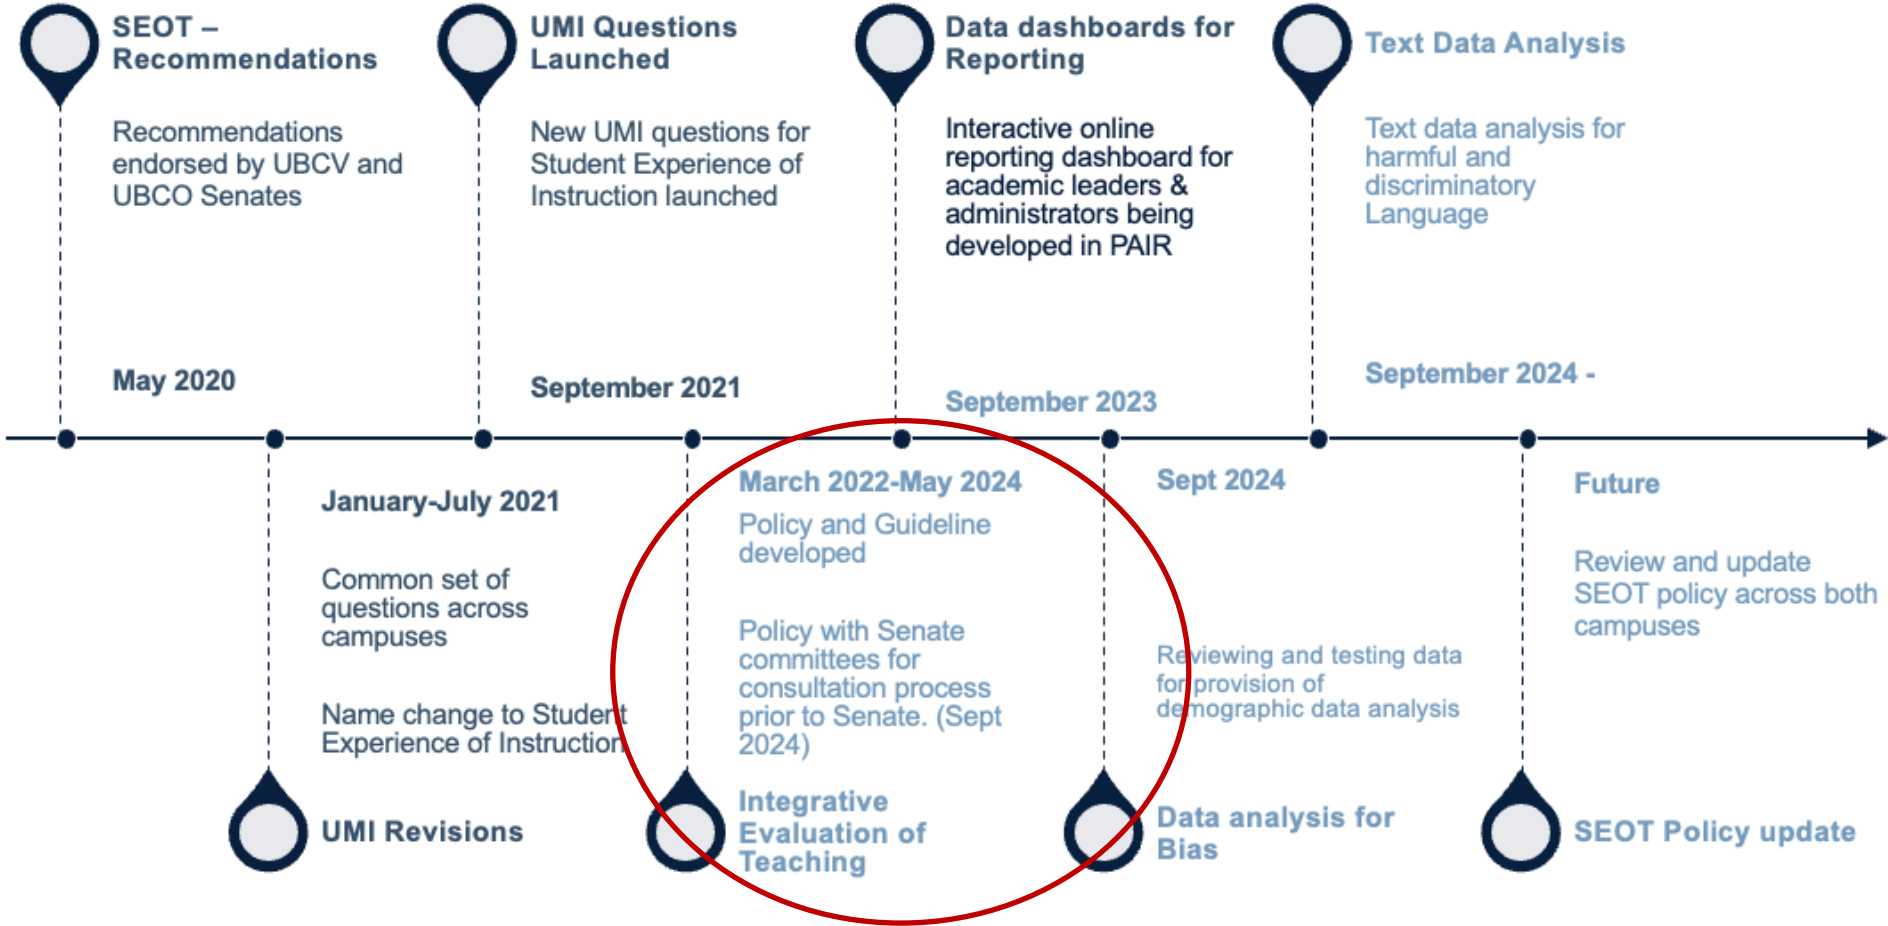 SEOT –
Recommendations
Recommendations
endorsed by UBCV and
UBCO Senates
May 2020
UMI Questions
Launched
New UMI questions for
Student Experience of
Instruction launched
September 2021
Data dashboards for
Reporting
Interactive online
reporting dashboard for
academic leaders &
administrators being
developed in PAIR
September 2023
Text Data Analysis
Text data analysis for
harmful and
discriminatory
Language
September 2024 -
January-July 2021
Common set of
questions across
campuses
Name change to Student
Experience of Instruction
UMI Revisions
March 2022-May 2024
Policy and Guideline
developed
Policy with Senate
committees for
consultation process
prior to Senate. (Sept
2024)
Integrative
Evaluation of
Teaching
Sept 2024
Reviewing and testing data
for provision of
demographic data analysis
Data analysis for
Bias
Future
Review and update
SEOT policy across both
campuses
SEOT Policy update